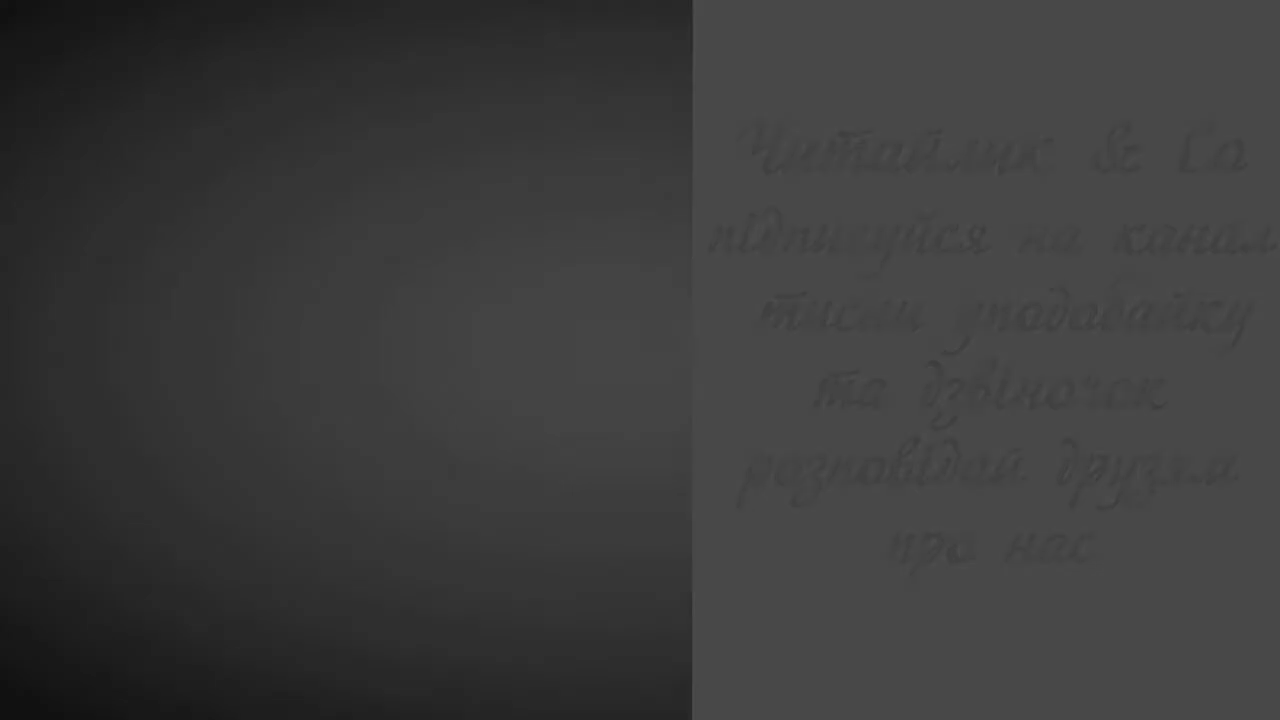 Читайлик & Co
підписуйся на канал
тисни уподобайку
та дзвіночок
розповідай друзям
про нас